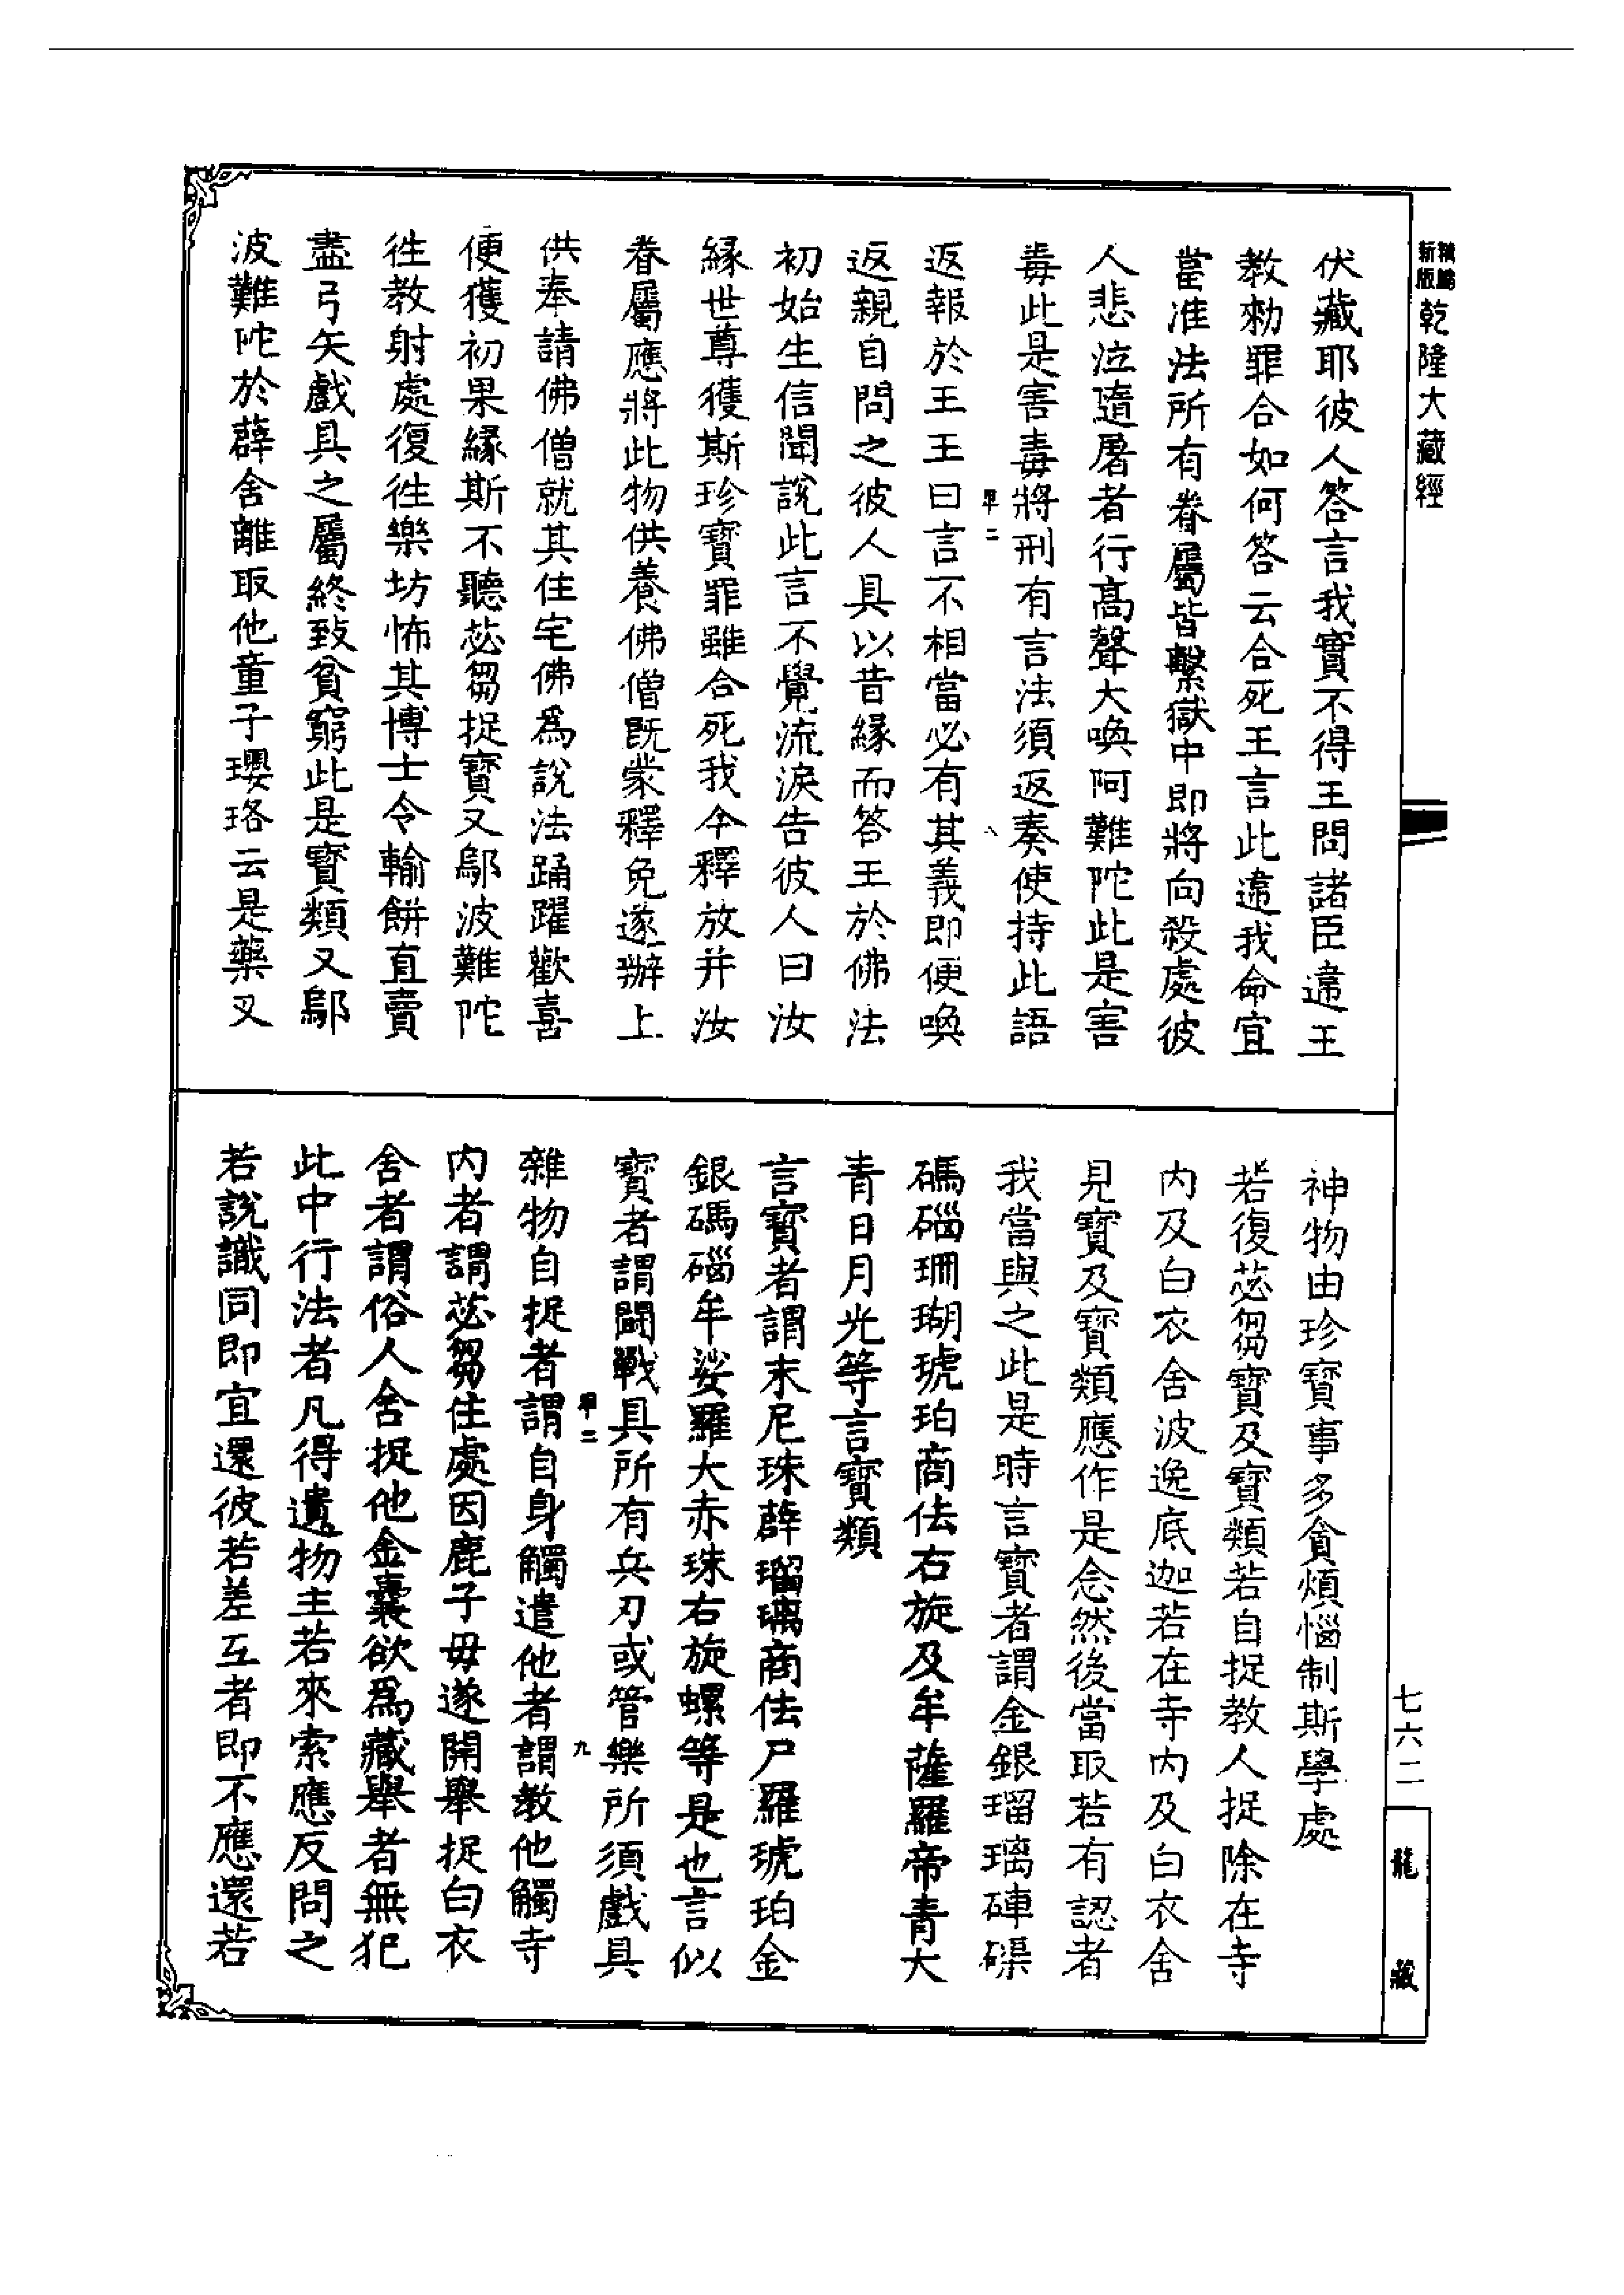 新編
新版
乾隆大藏經
伏藏耶彼人答言我實不得王問諸臣違王
教勑罪合如何答云合死王言此違我命宜
當准法所有眷屬皆繫獄中即將向殺處彼
人悲泣隨屠者行高聲大喚阿難陀此是害
毒此是害毒將刑有言法須返奏使持此語
返報於王王曰言不相當必有其義即便喚
返親自問之彼人具以昔緣而答王於佛法
初始生信聞說此言不覺流淚告彼人曰汝
緣世尊獲斯珍寶罪雖合死我今釋放并汝
眷屬應將此物供養佛僧既蒙釋免遂辦上
供奉請佛僧就其住宅佛為說法踊躍歡喜
便獲初果緣斯不聽苾芻捉寶又鄔波難陀
往教射處復往樂坊怖其博士令輸餅直賣
盡弓矢戲具之屬終致貧窮此是寶類又鄔
波難陀於薜舍離取他童子瓔珞云是藥叉
神物由珍寶事多貪煩惱制斯學處
若復苾芻寶及寶類若自捉教人捉除在寺
內及白衣舍波逸底迦若在寺內及白衣舍
見寶及寶類應作是念然後當取若有認者
我當與之此是時言寶者謂金銀瑠璃硨磲
碼碯珊瑚琥珀商佉右旋及牟薩羅帝青大
青日月光等言寶類
言寶者謂末尼珠薜瑠璃商佉尸羅琥珀金
銀碼碯牟娑羅大赤珠右旋螺等是也言似
寶者謂鬬戰具所有兵刃或管樂所須戲具
雜物自捉者謂自身觸遣他者謂教他觸寺
內者謂苾芻住處因鹿子毋遂開舉捉白衣
舍者謂俗人舍捉他金囊欲為藏舉者無犯
此中行法者凡得遺物主若來索應反問之
若說識同即宜還彼若差互者即不應還若
七六二
龍藏